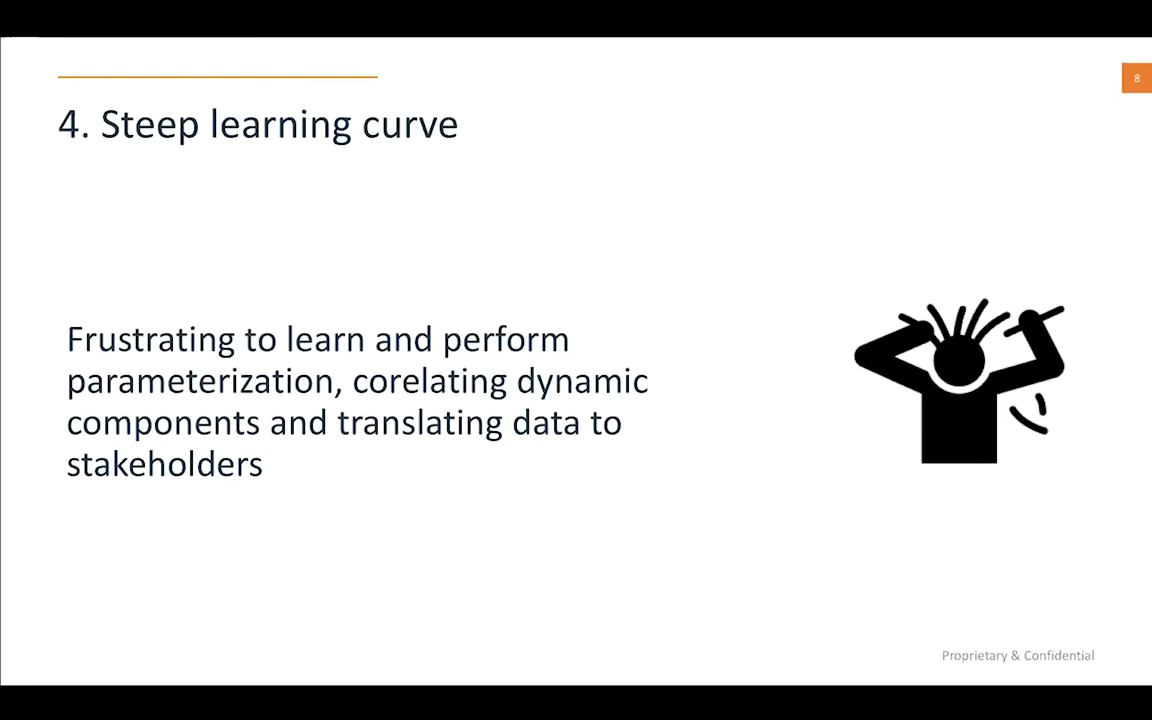 8
4. Steep learning curve
Frustrating to learn and perform
parameterization, corelating dynamic
components and translating data to
stakeholders
Proprietary & Confidential